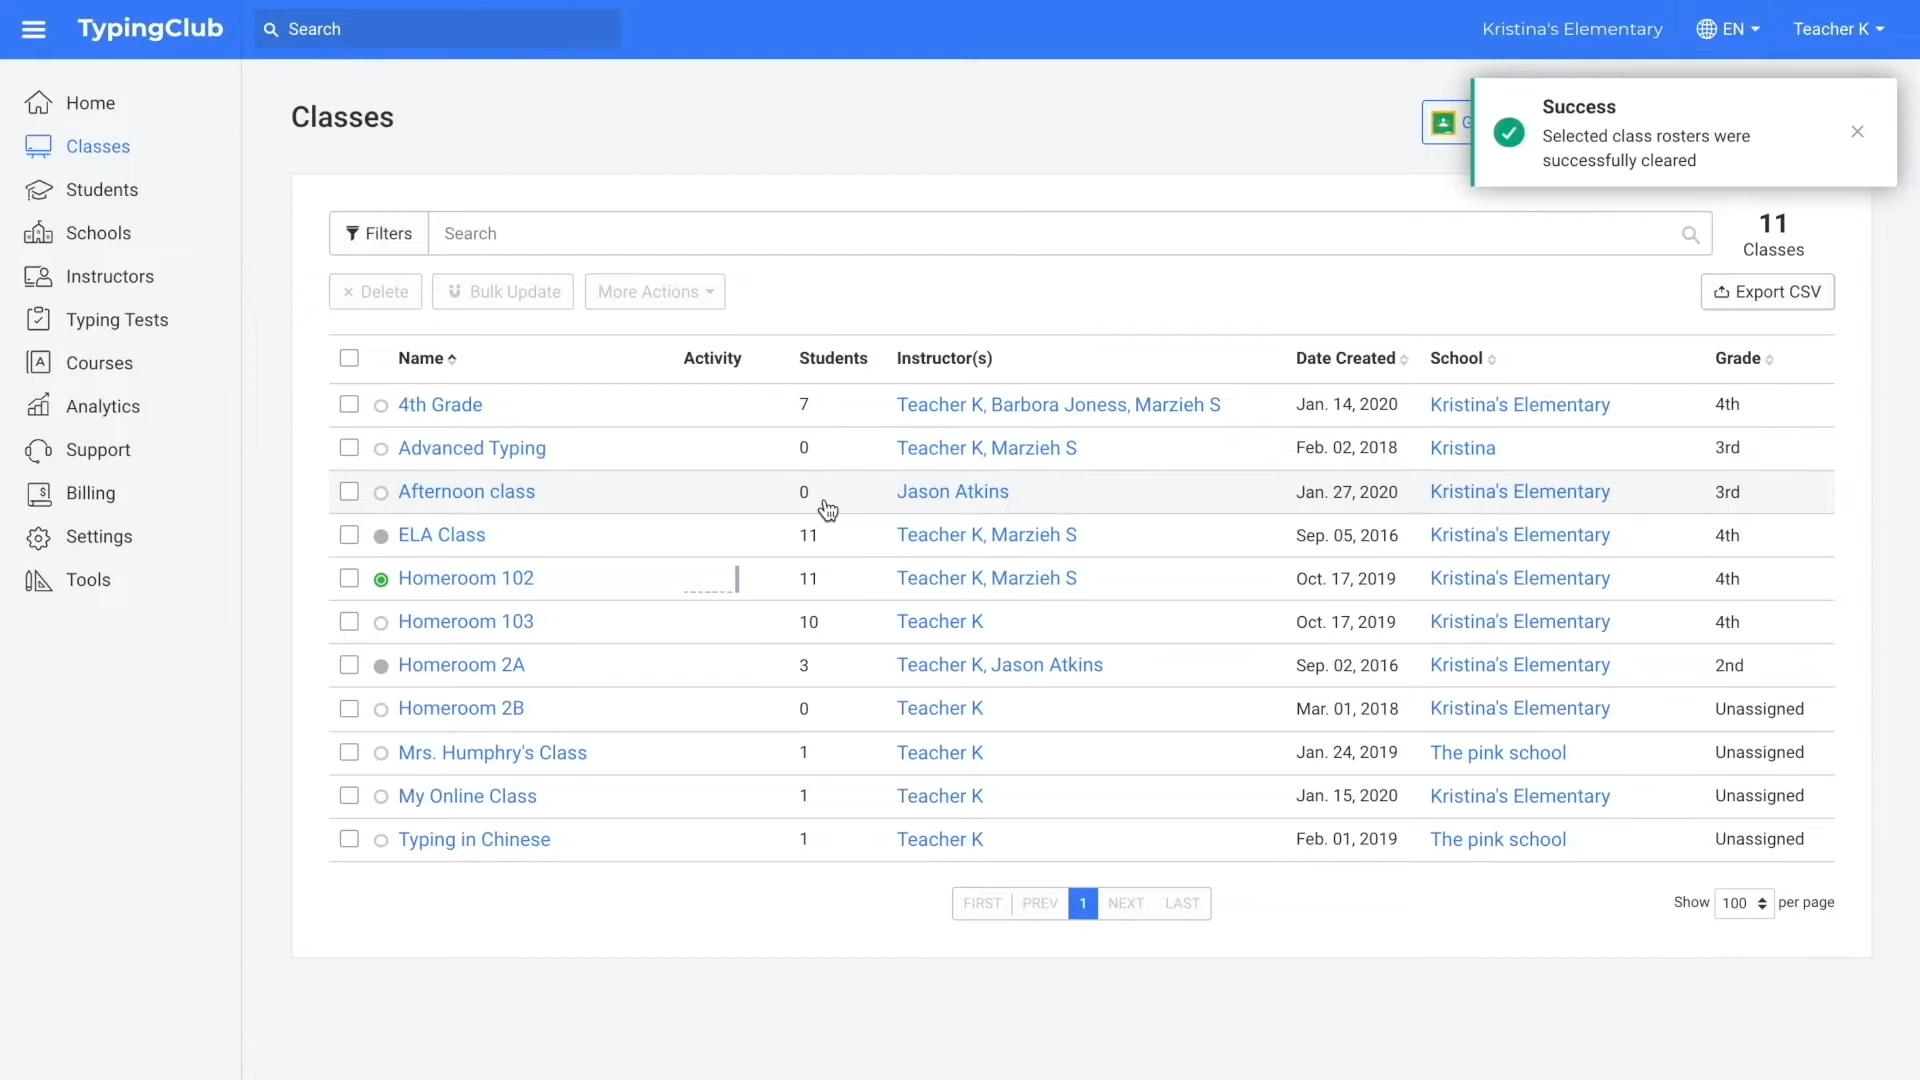 TypingClub
Search
Kristina's Elementary
EN
Teacher K
Home
Classes
Students
Schools
Instructors
Typing Tests
Courses
Analytics
Support
Billing
Settings
Tools
Classes
G
Success
Selected class rosters were
successfully cleared
Filters
Search
11
Classes
× Delete
Bulk Update
More Actions
Export CSV
Name Activity Students Instructor(s) Date Created School Grade
4th Grade 7 Teacher K, Barbora Joness, Marzieh S Jan. 14, 2020 Kristina's Elementary 4th
Advanced Typing 0 Teacher K, Marzieh S Feb. 02, 2018 Kristina 3rd
Afternoon class 0 Jason Atkins Jan. 27, 2020 Kristina's Elementary 3rd
ELA Class 11 Teacher K, Marzieh S Sep. 05, 2016 Kristina's Elementary 4th
Homeroom 102 11 Teacher K, Marzieh S Oct. 17, 2019 Kristina's Elementary 4th
Homeroom 103 10 Teacher K Oct. 17, 2019 Kristina's Elementary 4th
Homeroom 2A 3 Teacher K, Jason Atkins Sep. 02, 2016 Kristina's Elementary 2nd
Homeroom 2B 0 Teacher K Mar. 01, 2018 Kristina's Elementary Unassigned
Mrs. Humphry's Class 1 Teacher K Jan. 24, 2019 The pink school Unassigned
My Online Class 1 Teacher K Jan. 15, 2020 Kristina's Elementary Unassigned
Typing in Chinese 1 Teacher K Feb. 01, 2019 The pink school Unassigned
FIRST PREV 1 NEXT LAST
Show 100 per page